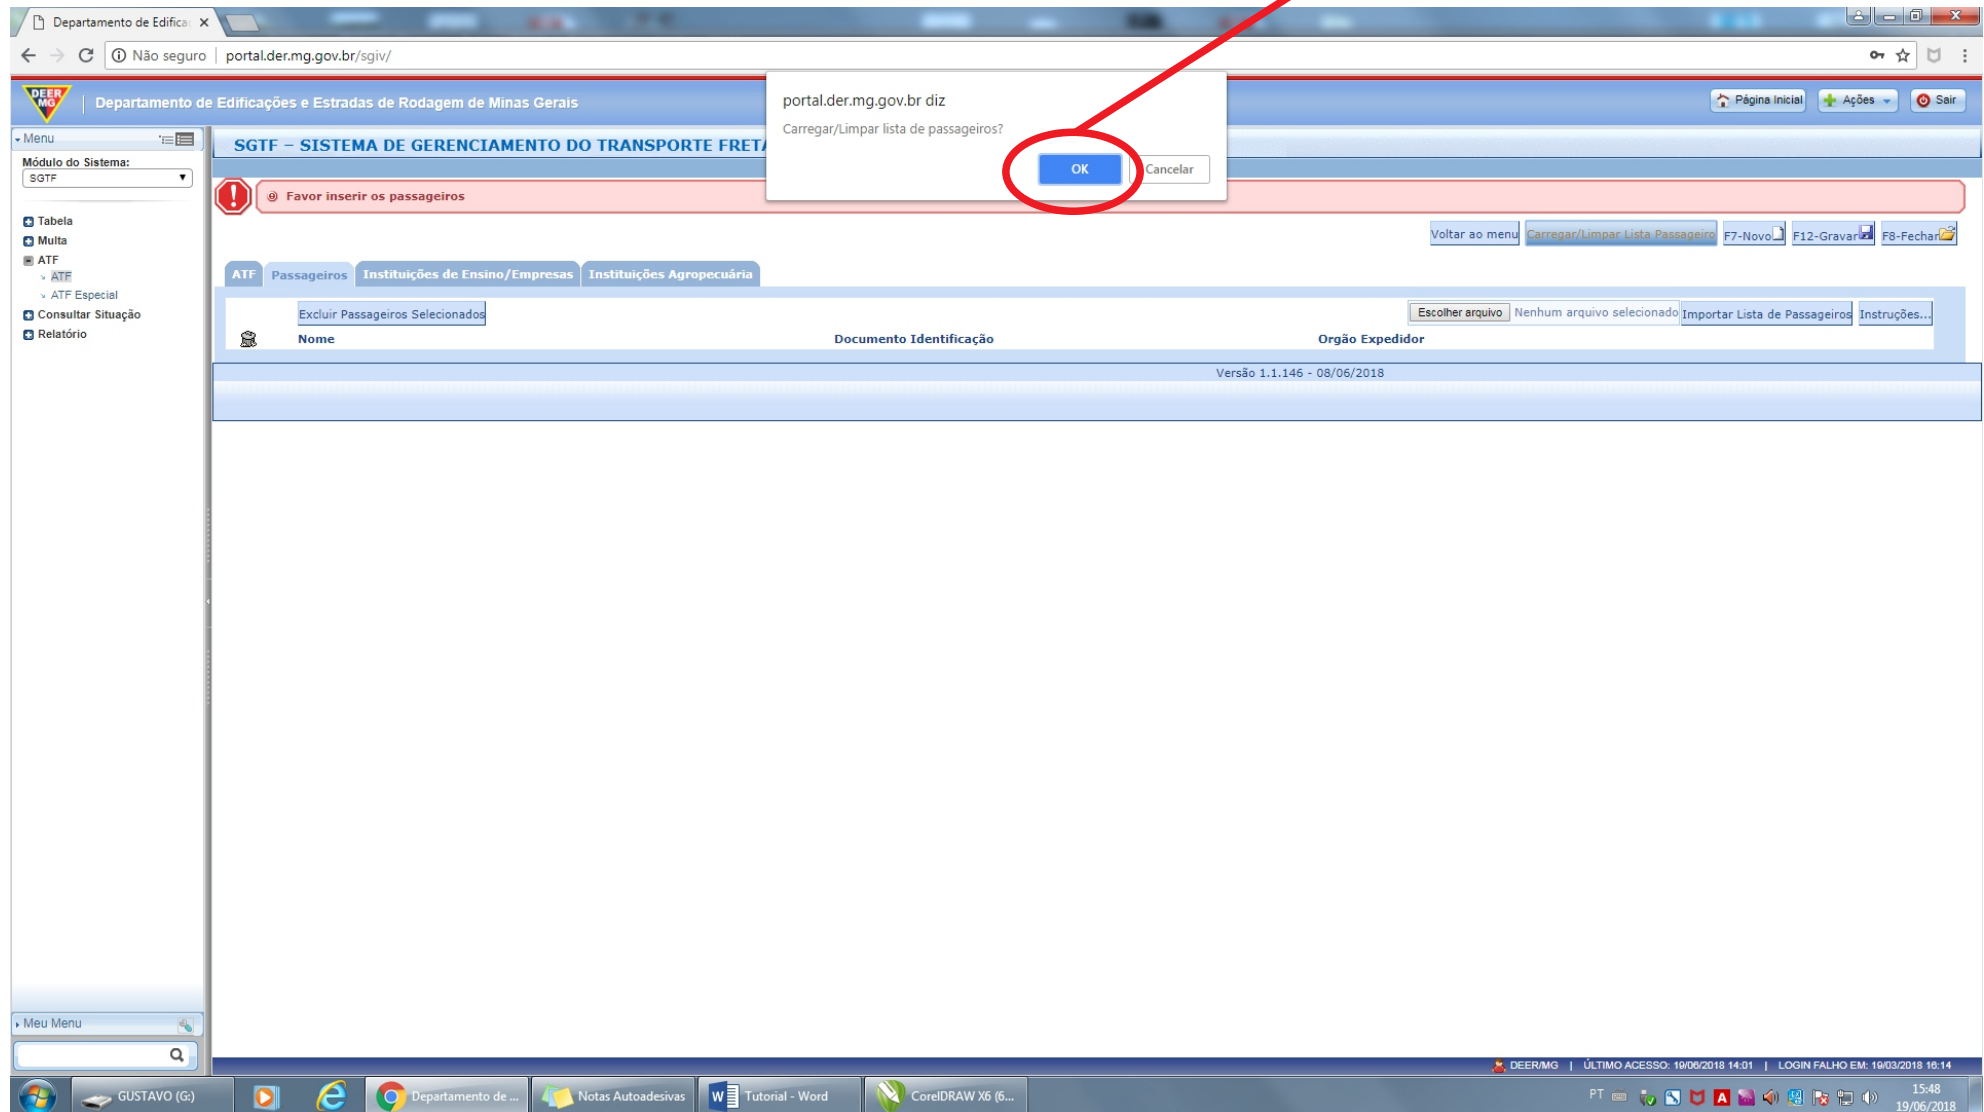 Departamento de Edifica
Não seguro | portal.der.mg.gov.br/sgiv/
DEER MG | Departamento de Edificações e Estradas de Rodagem de Minas Gerais
Página Inicial Ações Sair
portal.der.mg.gov.br diz
Carregar/Limpar lista de passageiros?
OK Cancelar
Menu
Módulo do Sistema:
SGTF
SGTF – SISTEMA DE GERENCIAMENTO DO TRANSPORTE FRETA
Favor inserir os passageiros
Tabela
Multa
ATF
ATF
ATF Especial
Consultar Situação
Relatório
Voltar ao menu Carregar/Limpar Lista Passageiro F7-Novo F12-Gravar F8-Fechar
ATF Passageiros Instituições de Ensino/Empresas Instituições Agropecuária
Excluir Passageiros Selecionados Escolher arquivo Nenhum arquivo selecionado Importar Lista de Passageiros Instruções...
Nome Documento Identificação Orgão Expedidor
Versão 1.1.146 - 08/06/2018
Meu Menu
DEER/MG | ÚLTIMO ACESSO: 19/06/2018 14:01 | LOGIN FALHO EM: 19/03/2018 16:14
GUSTAVO (G:) Departamento de ... Notas Autoadesivas Tutorial - Word CorelDRAW X6 (6...
PT 15:48
19/06/2018